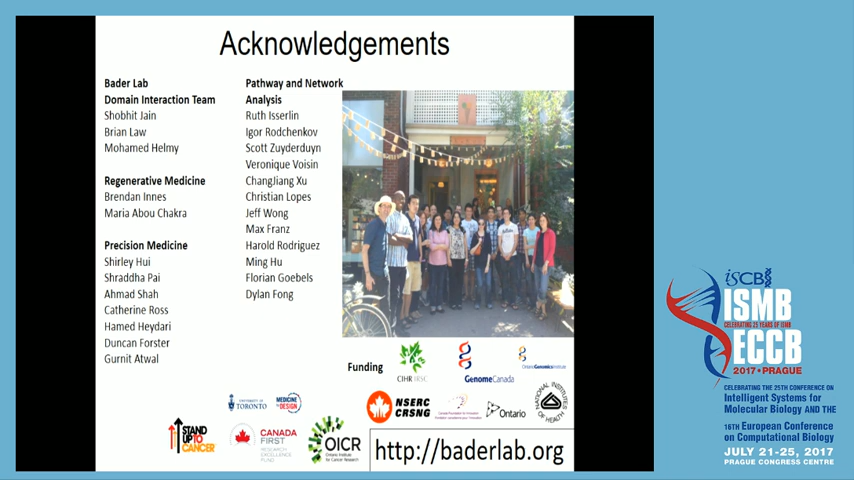 Acknowledgements
Bader Lab
Domain Interaction Team
Shobhit Jain
Brian Law
Mohamed Helmy
Regenerative Medicine
Brendan Innes
Maria Abou Chakra
Precision Medicine
Shirley Hui
Shraddha Pai
Ahmad Shah
Catherine Ross
Hamed Heydari
Duncan Forster
Gurnit Atwal
Pathway and Network
Analysis
Ruth Isserlin
Igor Rodchenkov
Scott Zuyderduyn
Veronique Voisin
ChangJiang Xu
Christian Lopes
Jeff Wong
Max Franz
Harold Rodriguez
Ming Hu
Florian Goebels
Dylan Fong
Funding
CIHR IRSC
GenomeCanada
OntarioGenomicsInstitute
UNIVERSITY OF
TORONTO
MEDICINE
BY DESIGN
NSERC
CRSNG
Ontario
NATIONAL INSTITUTES OF HEALTH
STAND
UP TO
CANCER
CANADA
FIRST
RESEARCH
EXCELLENCE
FUND
OICR
Ontario Institute
for Cancer Research
http://baderlab.org
iSCB
ISMB
CELEBRATING 25 YEARS OF ISMB
ECCB
2017 • PRAGUE
CELEBRATING THE 25TH CONFERENCE ON
Intelligent Systems for
Molecular Biology AND THE
16TH European Conference
on Computational Biology
JULY 21-25, 2017
PRAGUE CONGRESS CENTRE